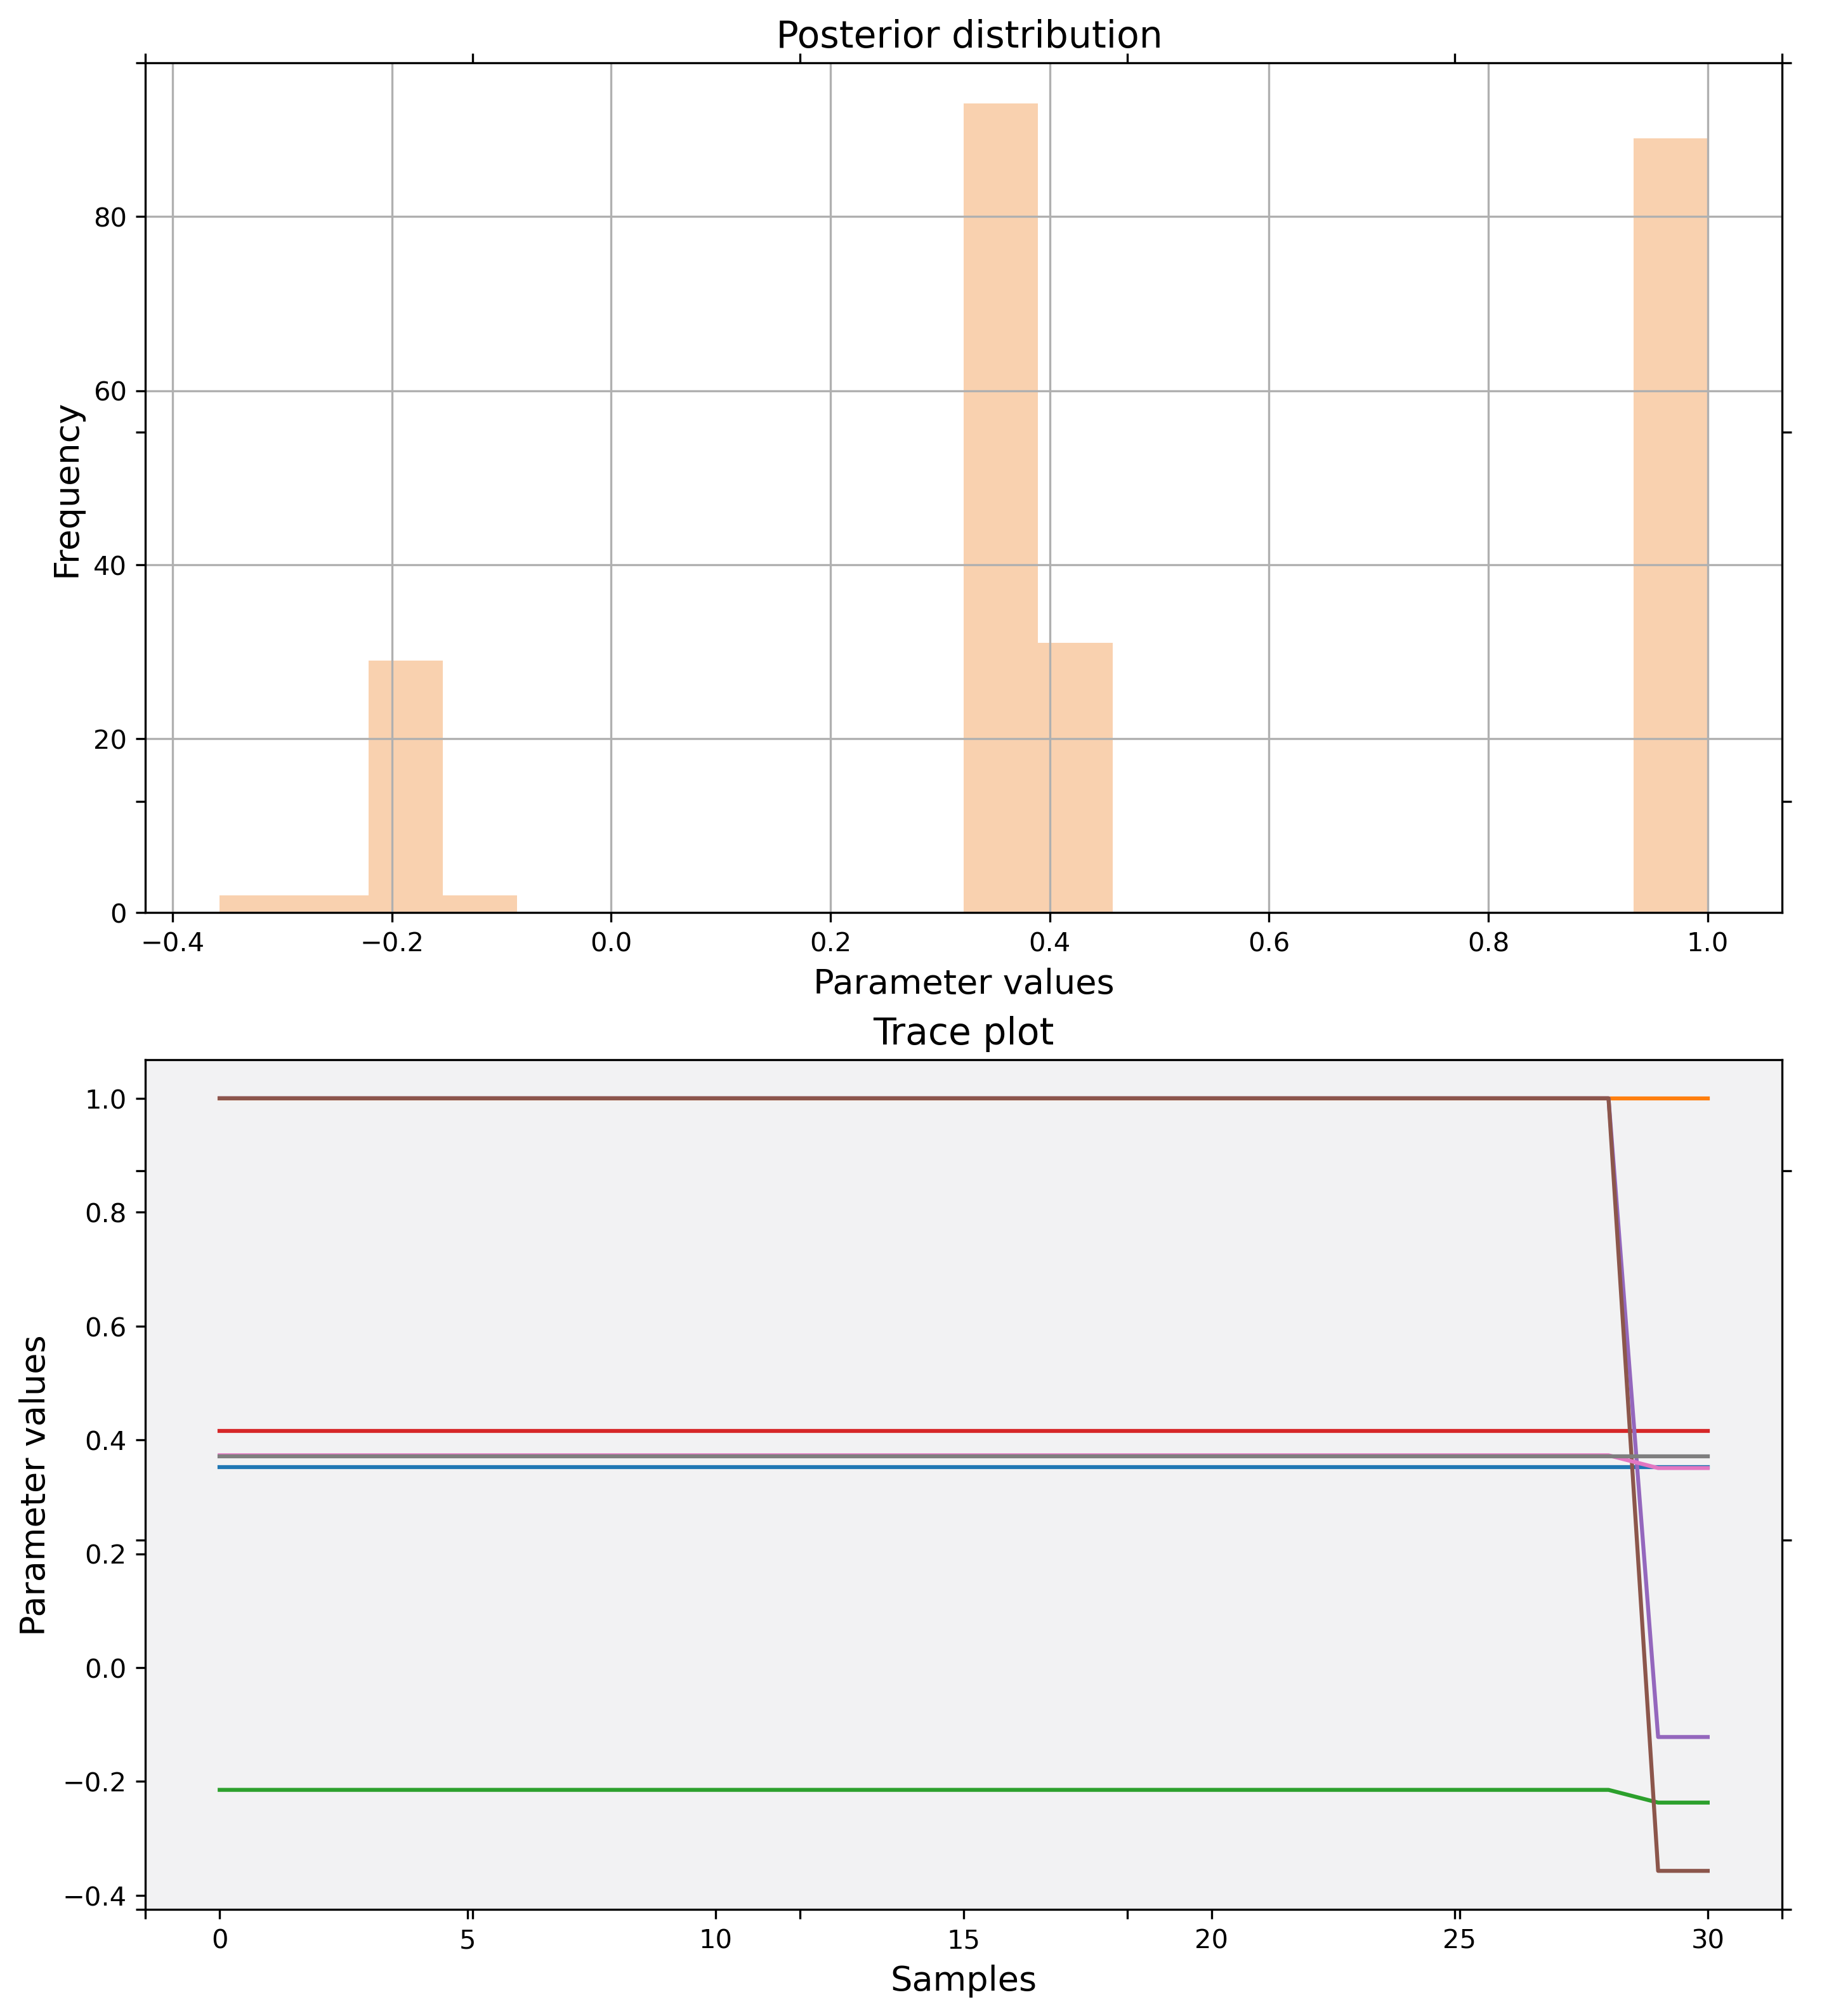 Posterior distribution
Frequency
80
60
40
20
0
−0.4 −0.2 0.0 0.2 0.4 0.6 0.8 1.0
Parameter values
Trace plot
Parameter values
1.0
0.8
0.6
0.4
0.2
0.0
−0.2
−0.4
0 5 10 15 20 25 30
Samples